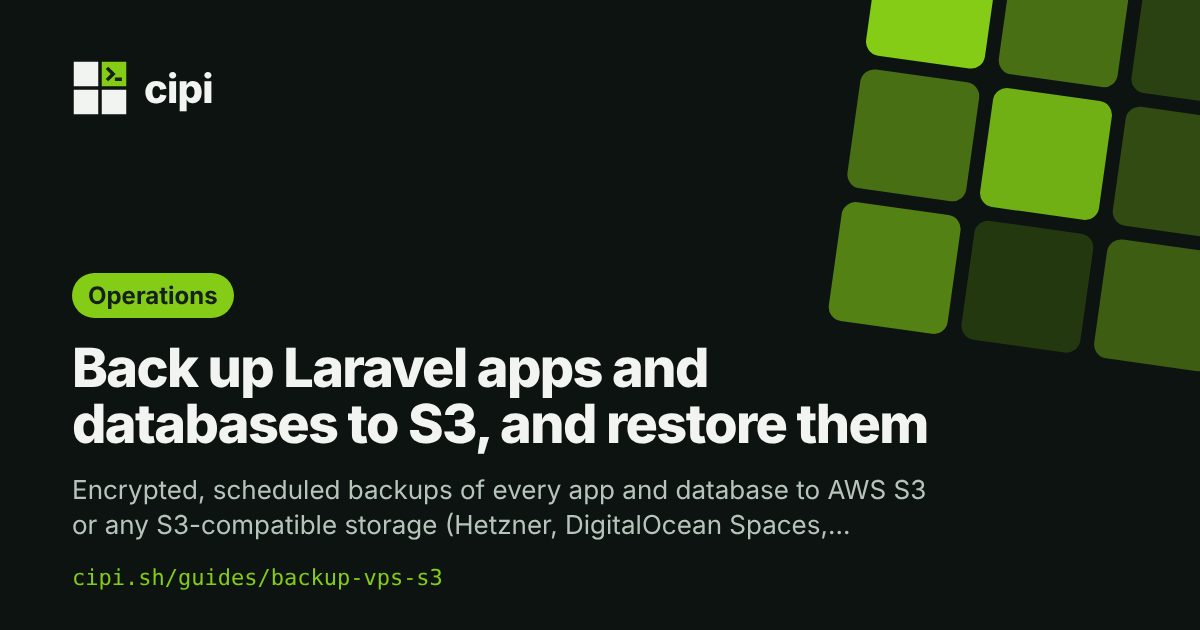 cipi
Operations
Back up Laravel apps and
databases to S3, and restore them
Encrypted, scheduled backups of every app and database to AWS S3
or any S3-compatible storage (Hetzner, DigitalOcean Spaces,...
cipi.sh/guides/backup-vps-s3